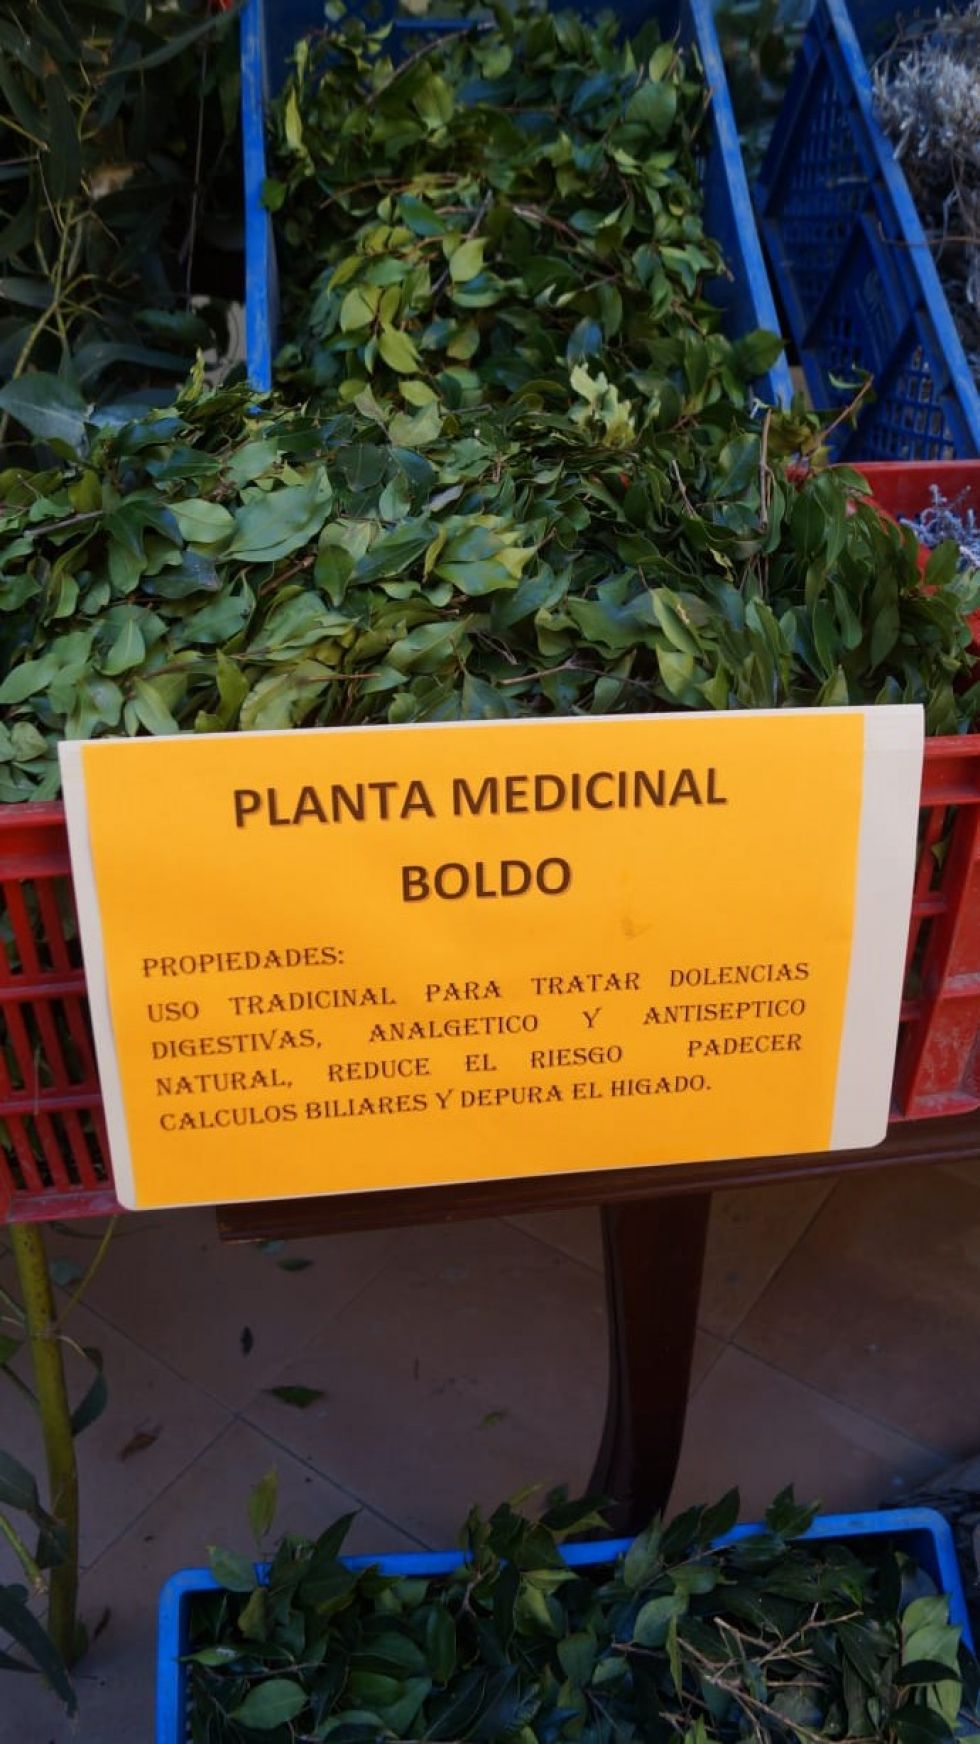 PLANTA MEDICINAL
BOLDO
PROPIEDADES:
USO TRADICINAL PARA TRATAR DOLENCIAS
DIGESTIVAS, ANALGETICO Y ANTISEPTICO
NATURAL, REDUCE EL RIESGO PADECER
CALCULOS BILIARES Y DEPURA EL HIGADO.